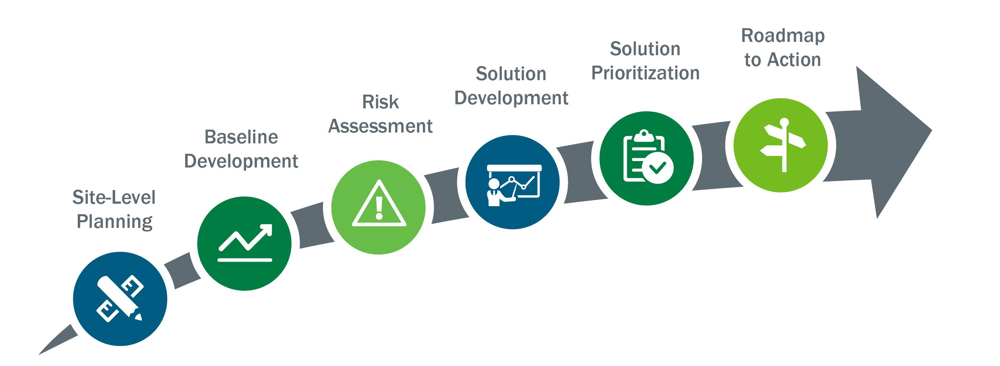 Site-Level
Planning
Baseline
Development
Risk
Assessment
Solution
Development
Solution
Prioritization
Roadmap
to Action